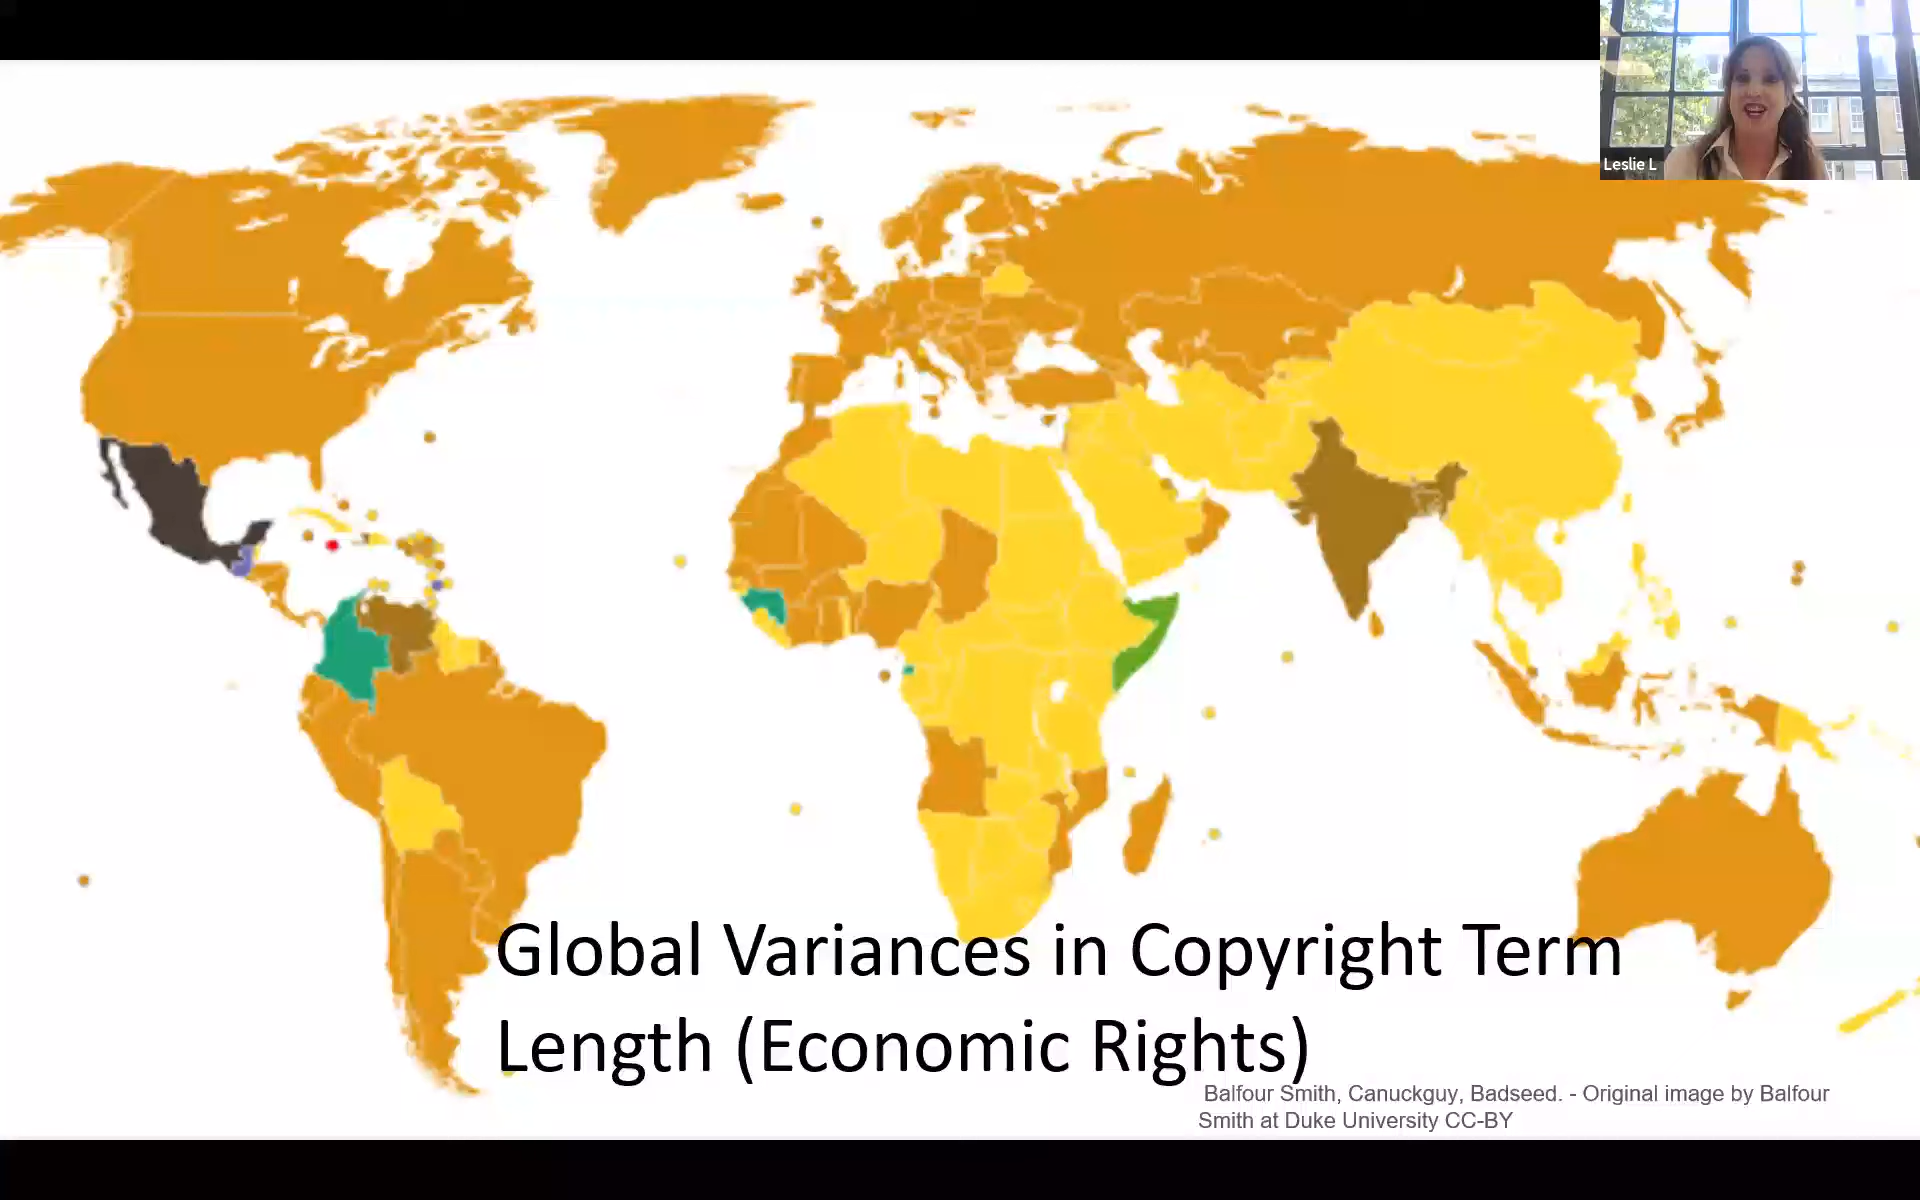 Leslie L
Global Variances in Copyright Term
Length (Economic Rights)
Balfour Smith, Canuckguy, Badseed. - Original image by Balfour
Smith at Duke University CC-BY